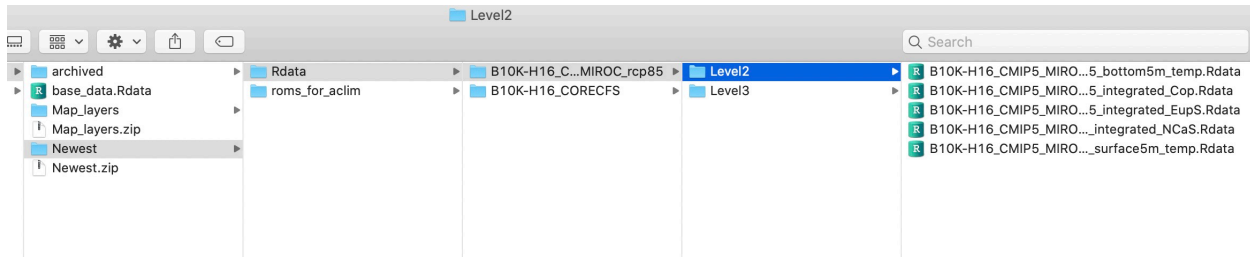 Level2
Search
archived
base_data.Rdata
Map_layers
Map_layers.zip
Newest
Newest.zip
Rdata
roms_for_aclim
B10K-H16_C...MIROC_rcp85
B10K-H16_CORECFS
Level2
Level3
B10K-H16_CMIP5_MIRO...5_bottom5m_temp.Rdata
B10K-H16_CMIP5_MIRO...5_integrated_Cop.Rdata
B10K-H16_CMIP5_MIRO...5_integrated_EupS.Rdata
B10K-H16_CMIP5_MIRO..._integrated_NCaS.Rdata
B10K-H16_CMIP5_MIRO..._surface5m_temp.Rdata